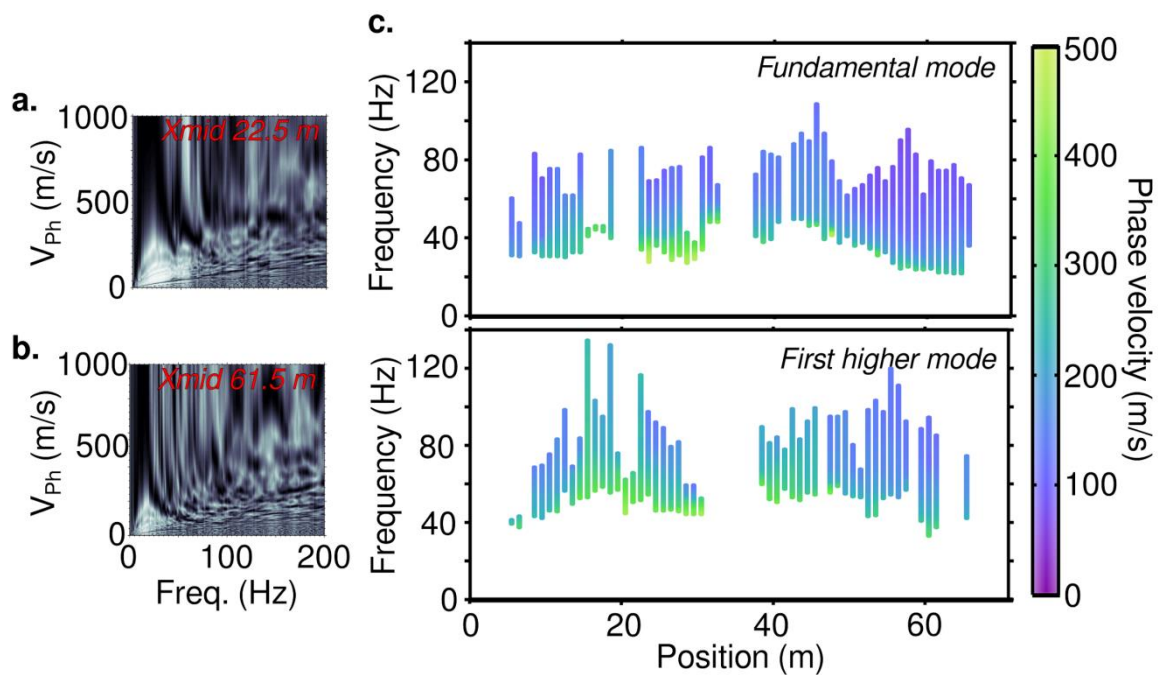 a.
Xmid 22.5 m
1000
500
0
V_Ph (m/s)
b.
Xmid 61.5 m
1000
500
0
V_Ph (m/s)
0 100 200
Freq. (Hz)
c.
Fundamental mode
120
80
40
0
Frequency (Hz)
First higher mode
120
80
40
0
Frequency (Hz)
0 20 40 60
Position (m)
500
400
300
200
100
0
Phase velocity (m/s)